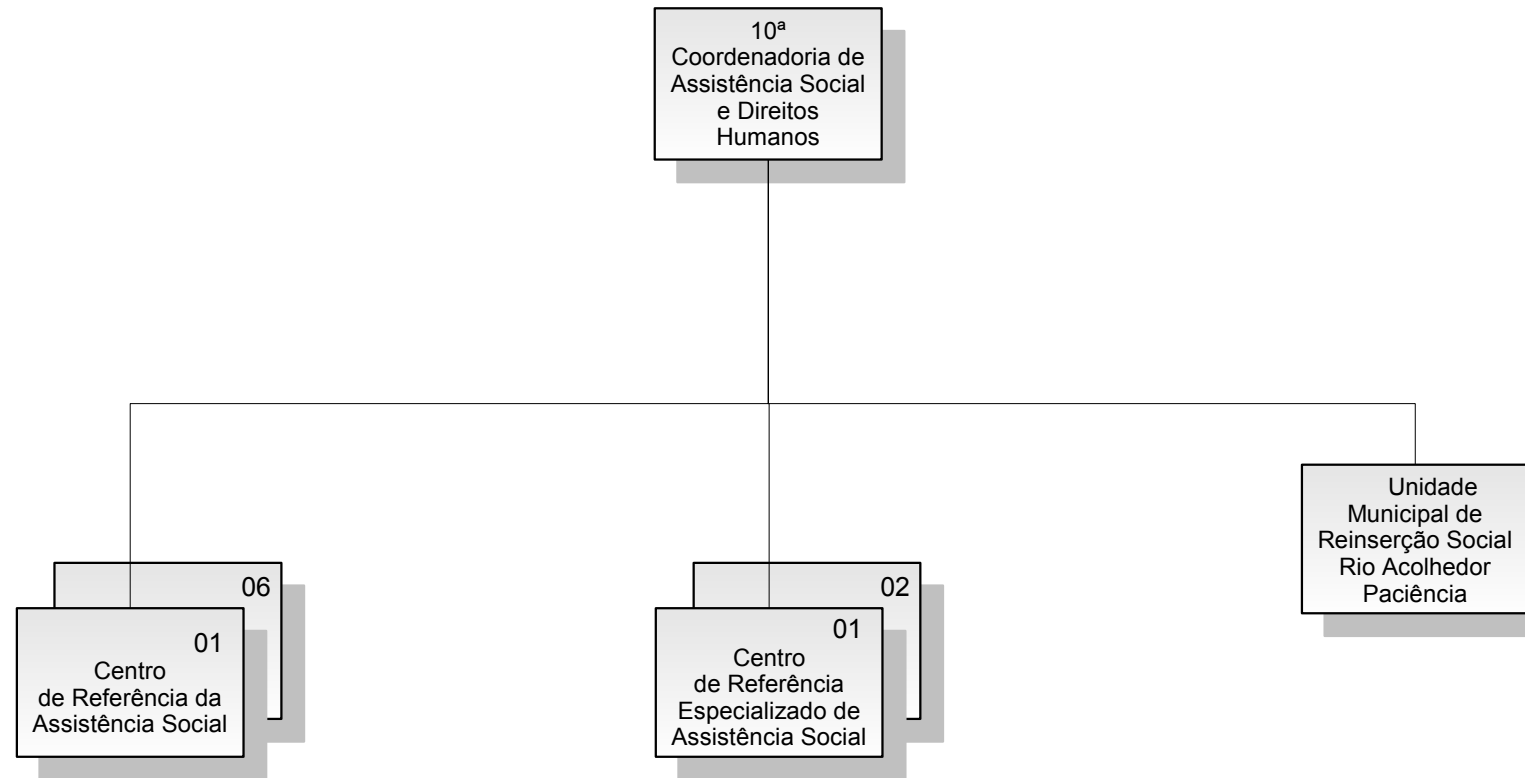 10ª
Coordenadoria de
Assistência Social
e Direitos
Humanos
06
01
Centro
de Referência da
Assistência Social
02
01
Centro
de Referência
Especializado de
Assistência Social
Unidade
Municipal de
Reinserção Social
Rio Acolhedor
Paciência